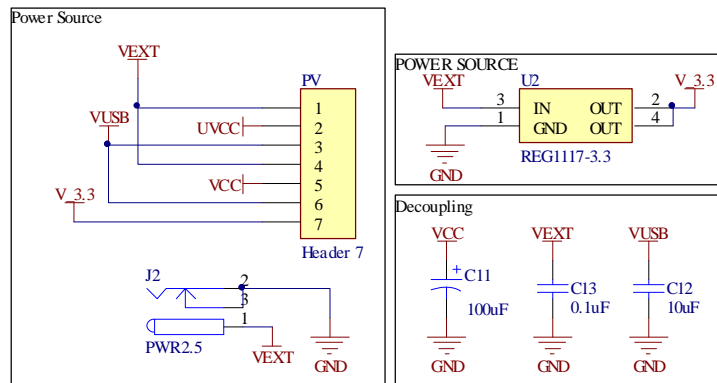 Power Source
VEXT
PV
1
UVCC
2
VUSB
3
4
VCC
5
6
V_3.3
7
Header 7
J2
2
3
1
PWR2.5
VEXT
GND
POWER SOURCE
VEXT
U2
V_3.3
3
IN
OUT
2
1
GND
OUT
4
REG1117-3.3
GND
Decoupling
VCC
VEXT
VUSB
+
C11
C13
C12
100uF
0.1uF
10uF
GND
GND
GND